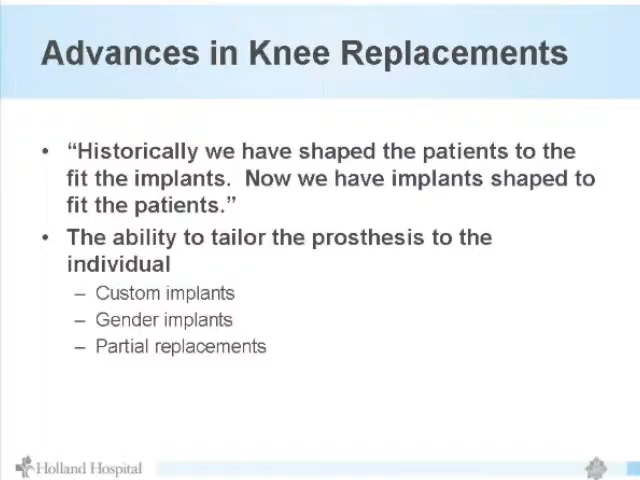 Advances in Knee Replacements
• “Historically we have shaped the patients to the
fit the implants.  Now we have implants shaped to
fit the patients.”
• The ability to tailor the prosthesis to the
individual
– Custom implants
– Gender implants
– Partial replacements
Holland Hospital